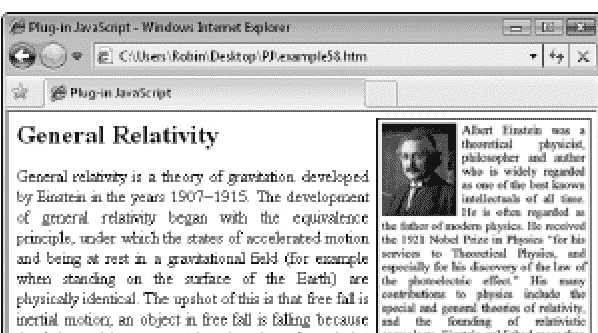 Plug-in JavaScript - Windows Internet Explorer
C:\Users\Robin\Desktop\PJ\example58.htm
Plug-in JavaScript
General Relativity
General relativity is a theory of gravitation developed
by Einstein in the years 1907–1915. The development
of general relativity began with the equivalence
principle, under which the states of accelerated motion
and being at rest in a gravitational field (for example
when standing on the surface of the Earth) are
physically identical. The upshot of this is that free fall is
inertial motion; an object in free fall is falling because
Albert Einstein was a
theoretical physicist,
philosopher and author
who is widely regarded
as one of the best known
intellectuals of all time.
He is often regarded as
the father of modern physics. He received
the 1921 Nobel Prize in Physics "for his
services to Theoretical Physics, and
especially for his discovery of the law of
the photoelectric effect." His many
contributions to physics include the
special and general theories of relativity,
and the founding of relativistic